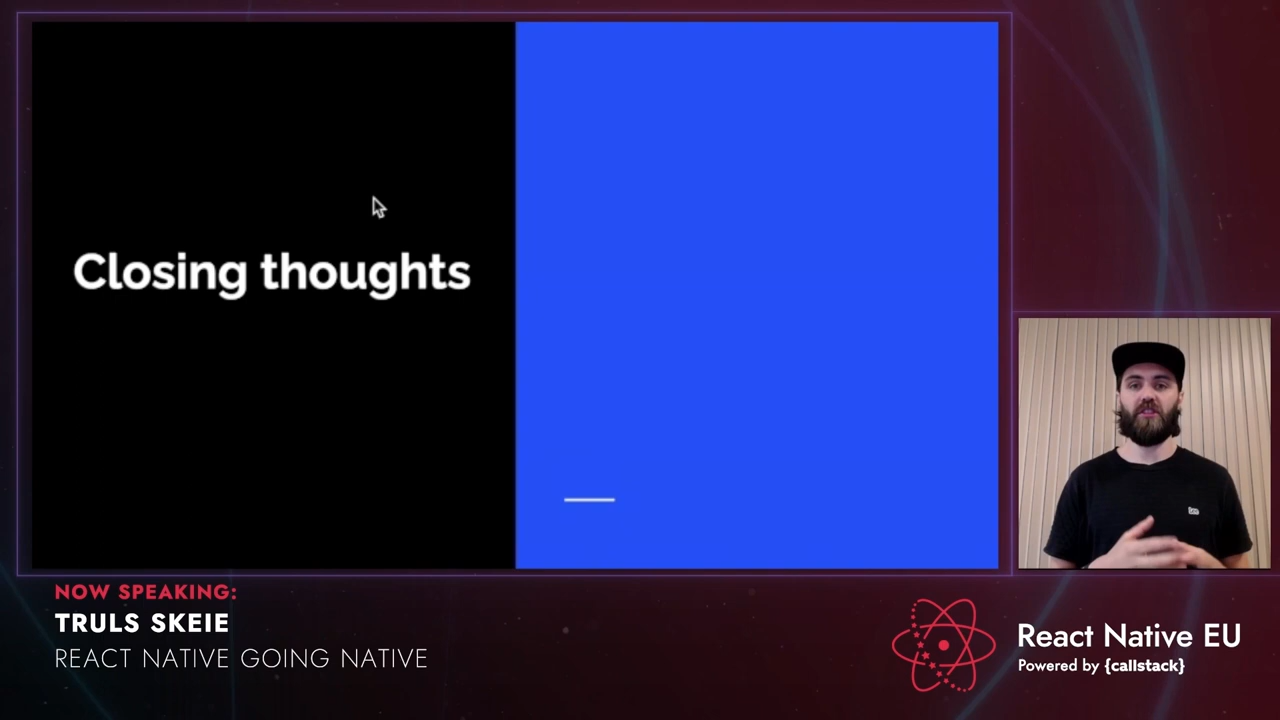 Closing thoughts
NOW SPEAKING:
TRULS SKEIE
REACT NATIVE GOING NATIVE
React Native EU
Powered by {callstack}